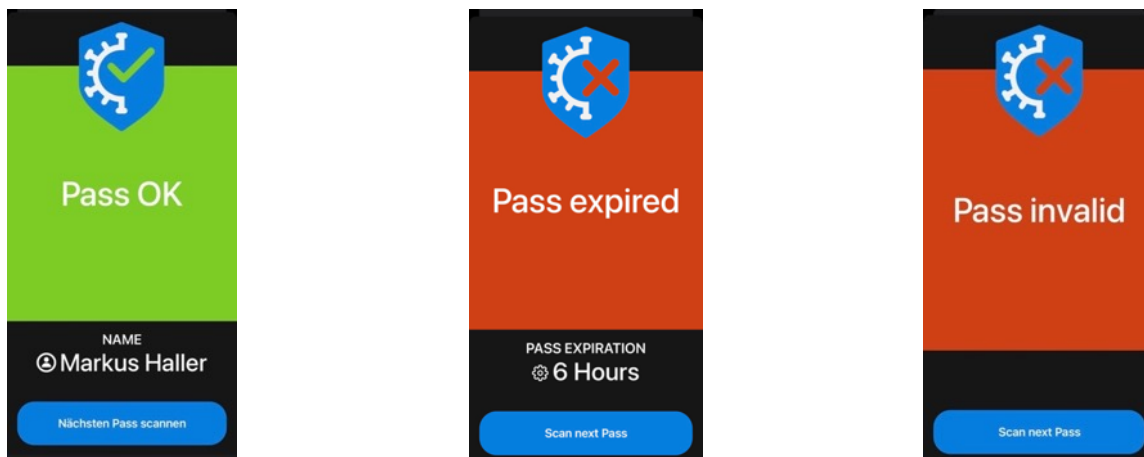 Pass OK
NAME
Markus Haller
Nächsten Pass scannen
Pass expired
PASS EXPIRATION
6 Hours
Scan next Pass
Pass invalid
Scan next Pass